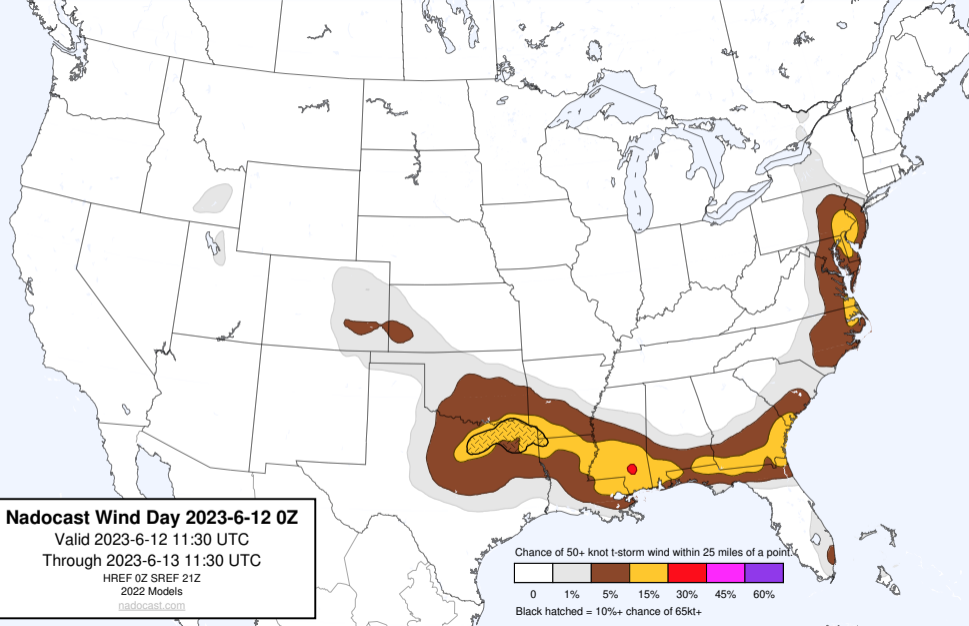 Nadocast Wind Day 2023-6-12 0Z
Valid 2023-6-12 11:30 UTC
Through 2023-6-13 11:30 UTC
HREF 0Z SREF 21Z
2022 Models
nadocast.com
Chance of 50+ knot t-storm wind within 25 miles of a point.
0 1% 5% 15% 30% 45% 60%
Black hatched = 10%+ chance of 65kt+